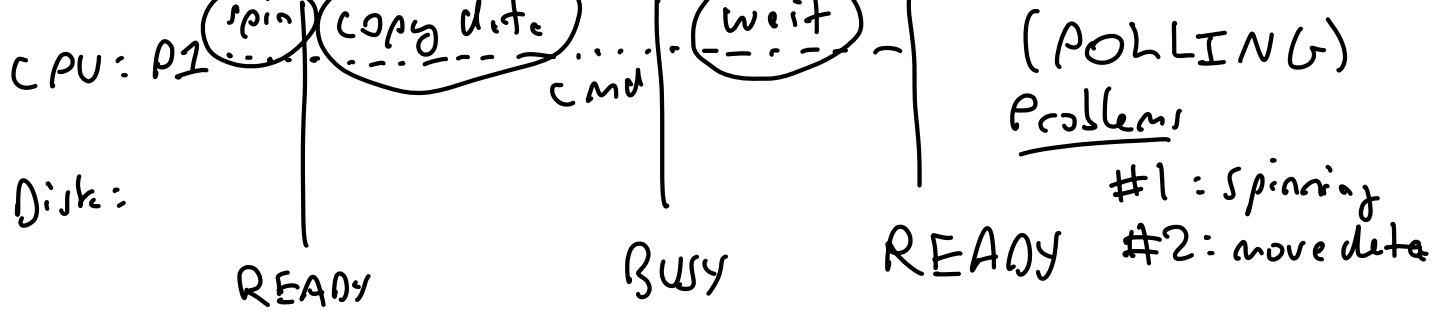 spin copy data wait
CPU: P1 (POLLING)
cmd
Problems
Disk: #1: spinning
READY BUSY READY #2: move data